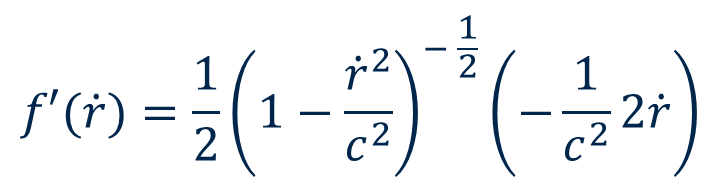 f′(ṙ) = 1/2 (1 − ṙ²/c²)^(−1/2) (−1/c² 2ṙ)